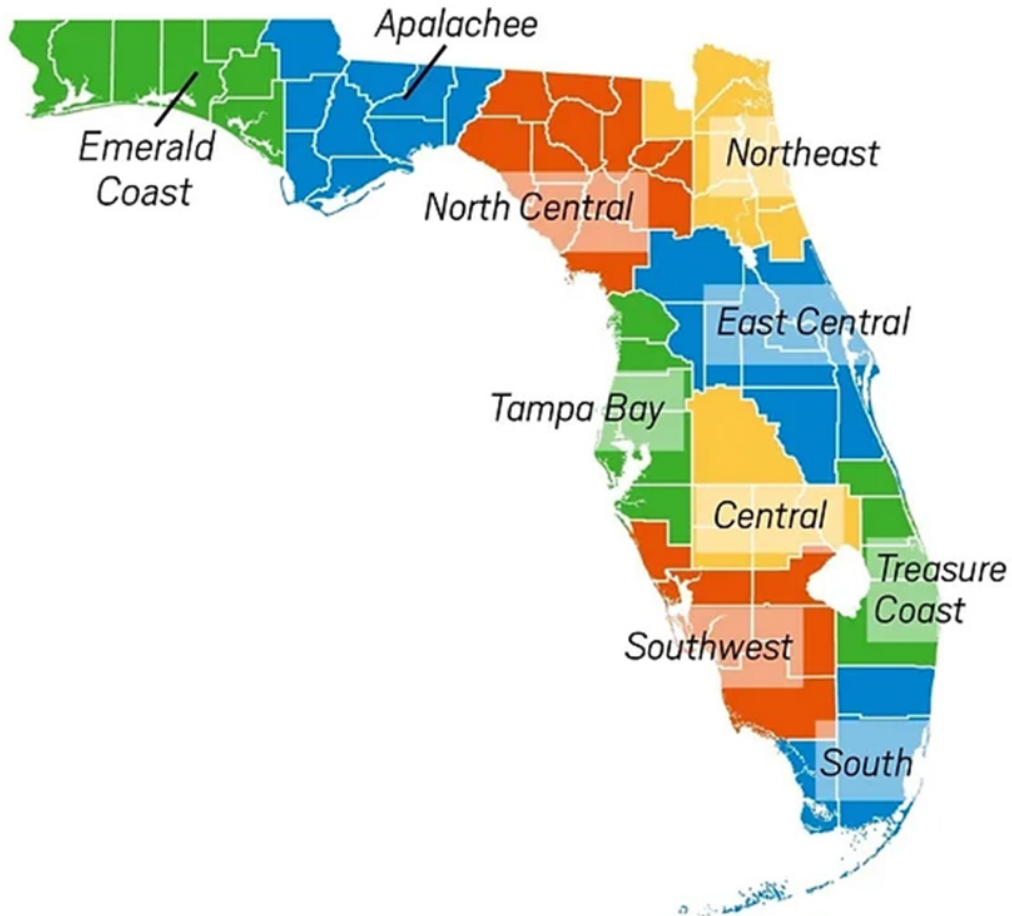 Apalachee
Emerald
Coast
Northeast
North Central
East Central
Tampa Bay
Central
Treasure
Coast
Southwest
South